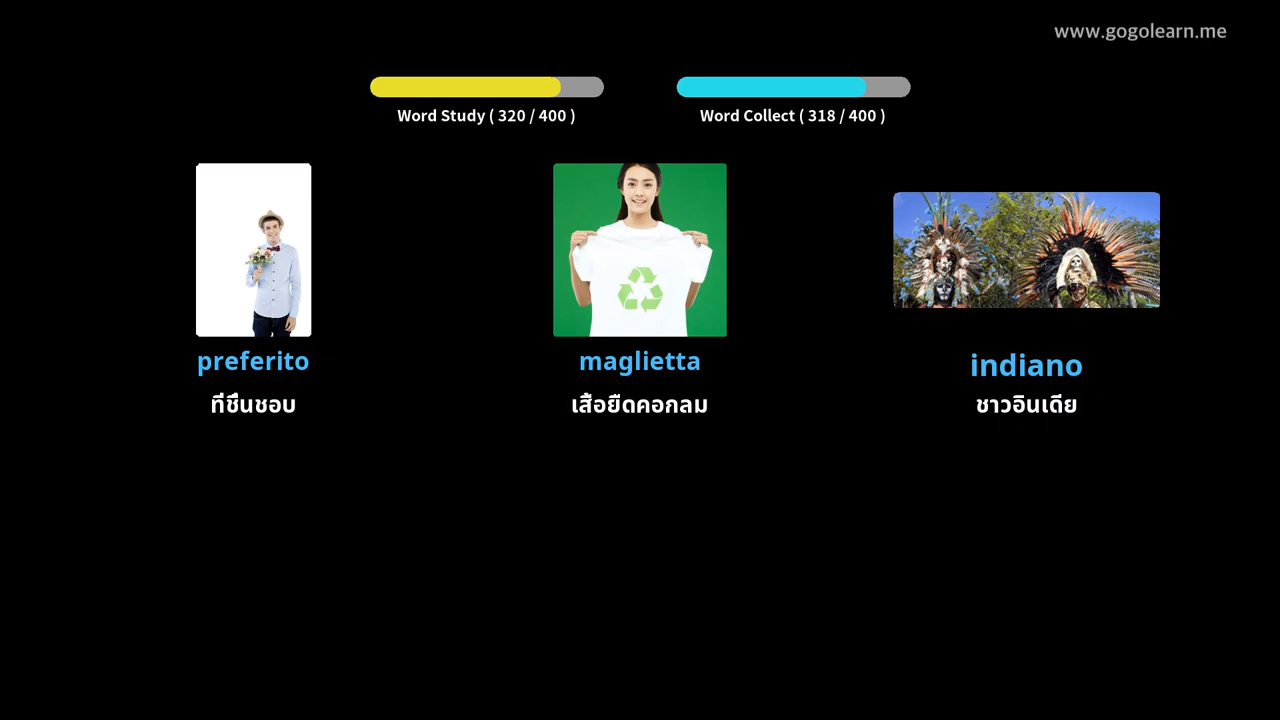 www.gogolearn.me
Word Study ( 320 / 400 )
Word Collect ( 318 / 400 )
preferito
maglietta
indiano
ที่ชื่นชอบ
เสื้อยืดคอกลม
ชาวอินเดีย